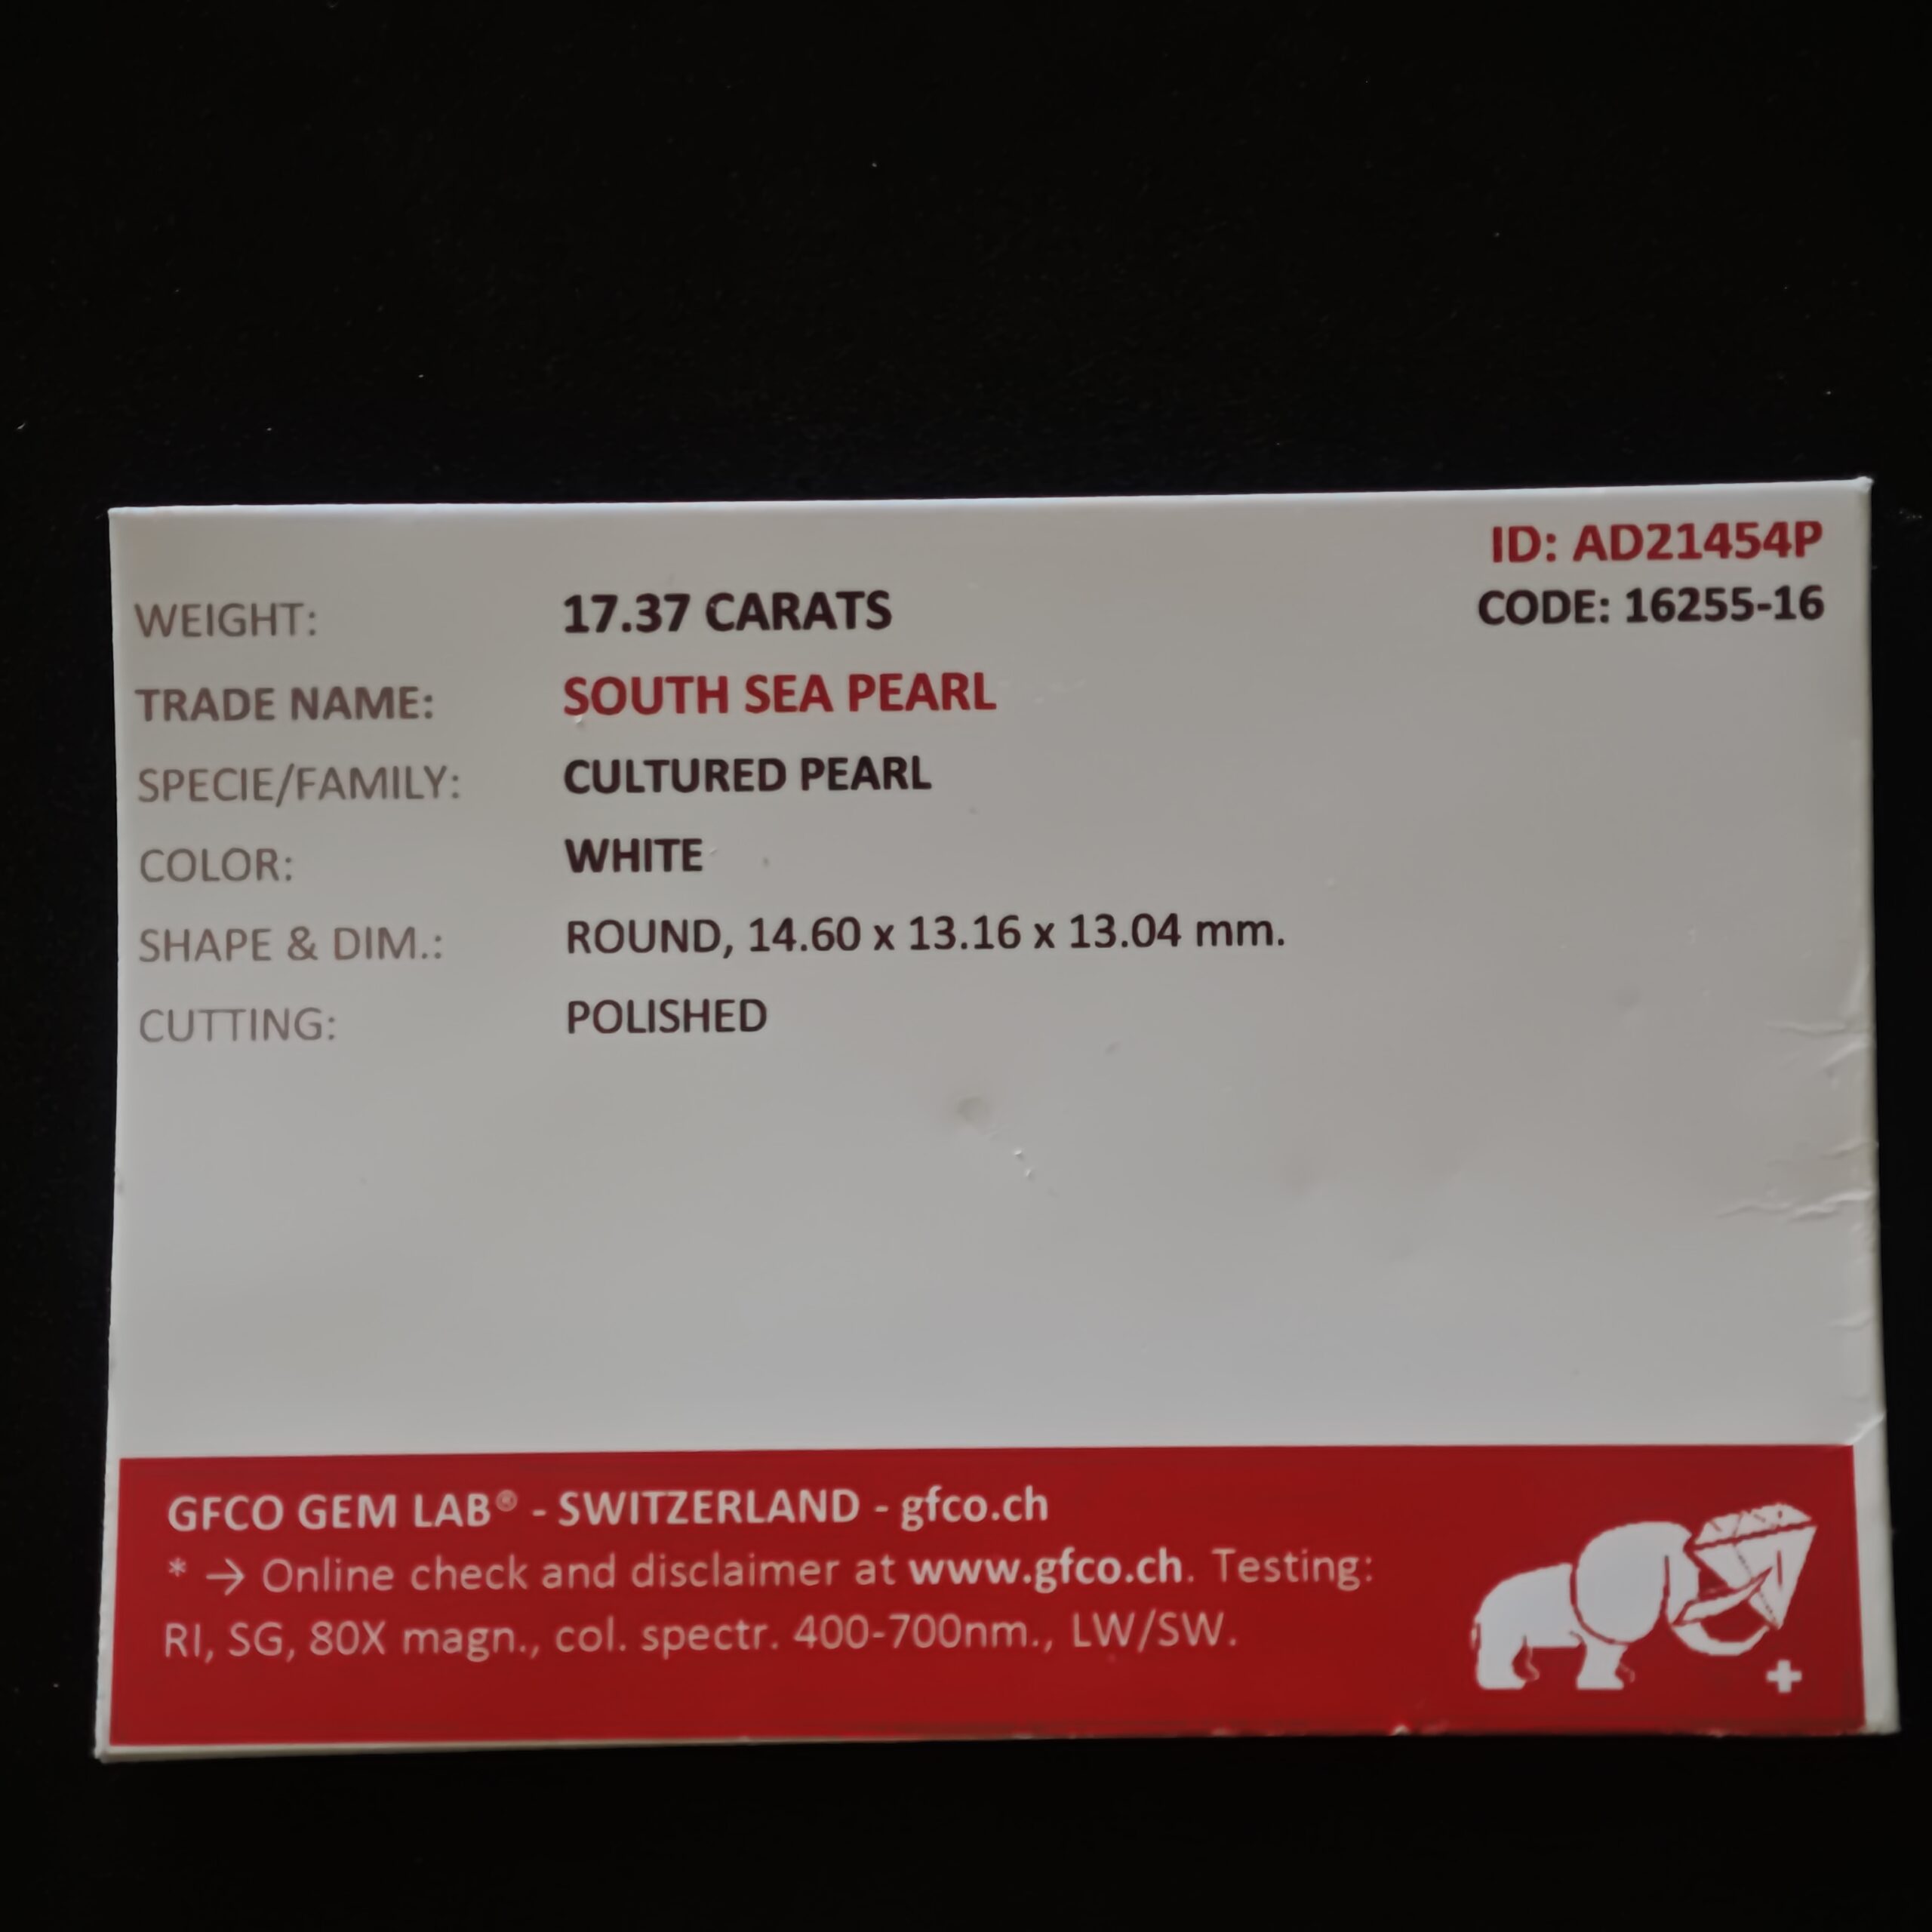 ID: AD21454P
CODE: 16255-16
WEIGHT: 17.37 CARATS
TRADE NAME: SOUTH SEA PEARL
SPECIE/FAMILY: CULTURED PEARL
COLOR: WHITE
SHAPE & DIM.: ROUND, 14.60 x 13.16 x 13.04 mm.
CUTTING: POLISHED
GFCO GEM LAB® - SWITZERLAND - gfco.ch
* → Online check and disclaimer at www.gfco.ch. Testing:
RI, SG, 80X magn., col. spectr. 400-700nm., LW/SW.